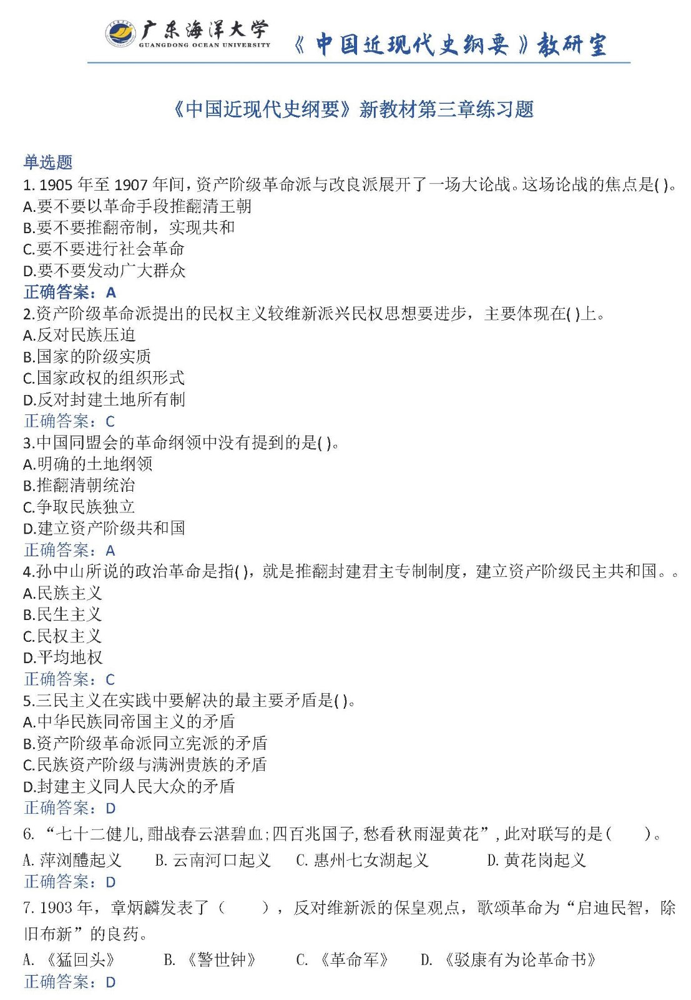 广东海洋大学
GUANGDONG OCEAN UNIVERSITY
《中国近现代史纲要》教研室
《中国近现代史纲要》新教材第三章练习题
单选题
1. 1905 年至 1907 年间，资产阶级革命派与改良派展开了一场大论战。这场论战的焦点是( )。
A.要不要以革命手段推翻清王朝
B.要不要推翻帝制，实现共和
C.要不要进行社会革命
D.要不要发动广大群众
正确答案：A
2.资产阶级革命派提出的民权主义较维新派兴民权思想要进步，主要体现在( )上。
A.反对民族压迫
B.国家的阶级实质
C.国家政权的组织形式
D.反对封建土地所有制
正确答案：C
3.中国同盟会的革命纲领中没有提到的是( )。
A.明确的土地纲领
B.推翻清朝统治
C.争取民族独立
D.建立资产阶级共和国
正确答案：A
4.孙中山所说的政治革命是指( )，就是推翻封建君主专制制度，建立资产阶级民主共和国。。
A.民族主义
B.民生主义
C.民权主义
D.平均地权
正确答案：C
5.三民主义在实践中要解决的最主要矛盾是( )。
A.中华民族同帝国主义的矛盾
B.资产阶级革命派同立宪派的矛盾
C.民族资产阶级与满洲贵族的矛盾
D.封建主义同人民大众的矛盾
正确答案：D
6. “七十二健儿,酣战春云湛碧血;四百兆国子,愁看秋雨湿黄花”,此对联写的是(　　)。
A. 萍浏醴起义　　B. 云南河口起义　　C. 惠州七女湖起义　　D. 黄花岗起义
正确答案：D
7. 1903 年，章炳麟发表了（　　），反对维新派的保皇观点，歌颂革命为“启迪民智，除
旧布新”的良药。
A. 《猛回头》　　B. 《警世钟》　　C. 《革命军》　　D. 《驳康有为论革命书》
正确答案：D